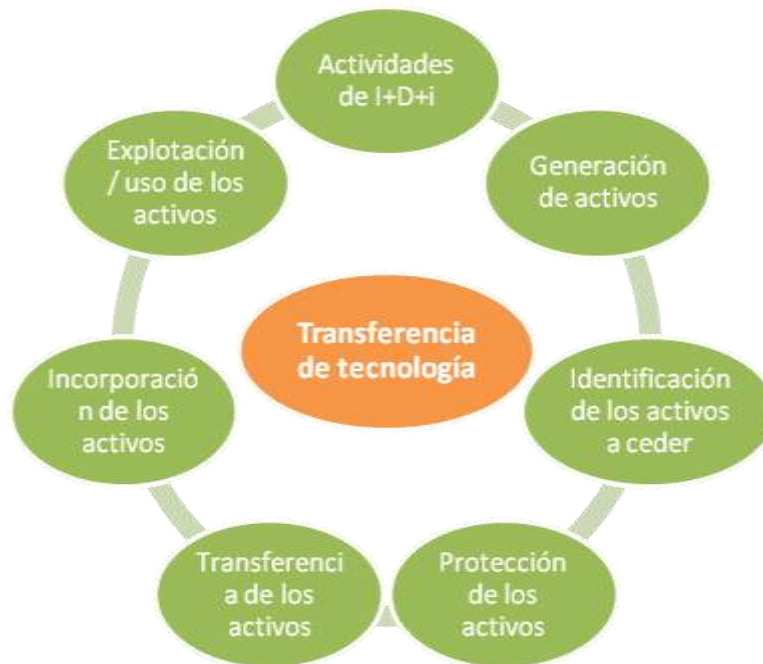 Actividades
de I+D+i
Generación
de activos
Identificación
de los activos
a ceder
Protección
de los
activos
Transferenci
a de los
activos
Incorporació
n de los
activos
Explotación
/ uso de los
activos
Transferencia
de tecnología